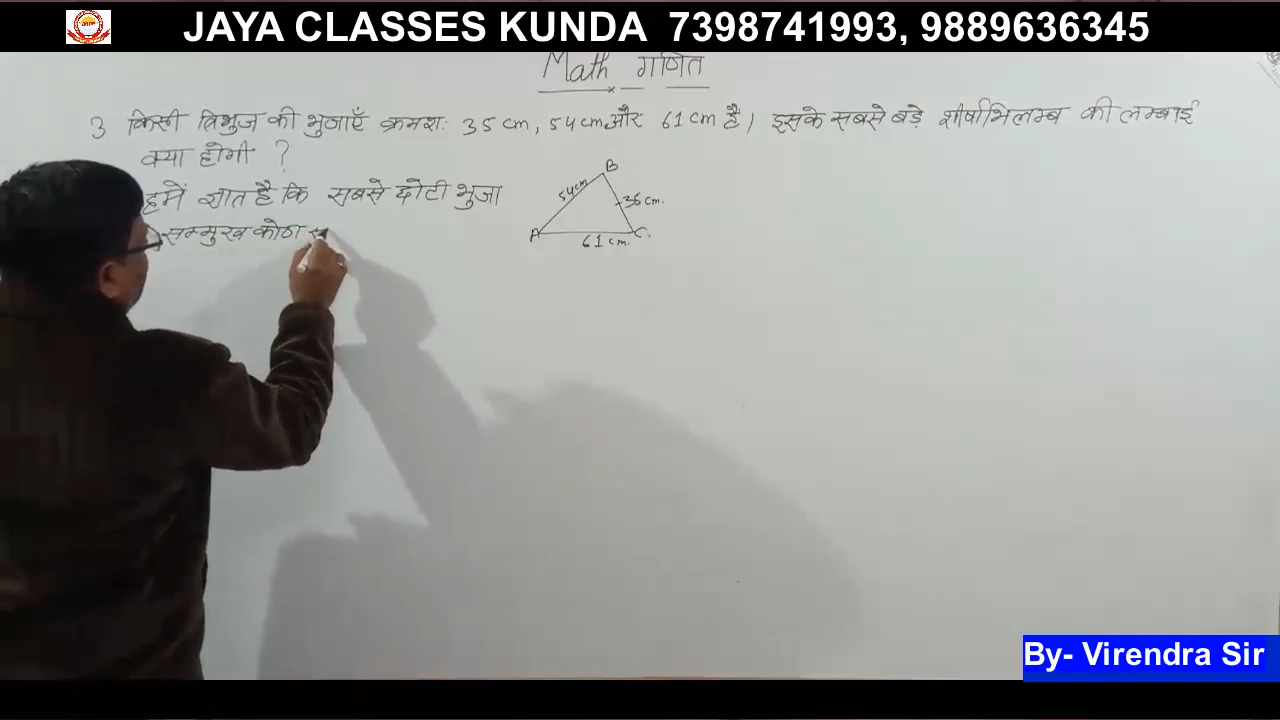 JAYA CLASSES KUNDA 7398741993, 9889636345
Math गणित
3 किसी त्रिभुज की भुजाएँ क्रमशः 35 cm, 54 cm और 61 cm है। इसके सबसे बड़े शीर्षाभिलम्ब की लम्बाई
क्या होगी ?
हमें ज्ञात है कि सबसे छोटी भुजा
सम्मुख कोण
B
54 cm
35 cm.
A
C
61 cm.
By- Virendra Sir